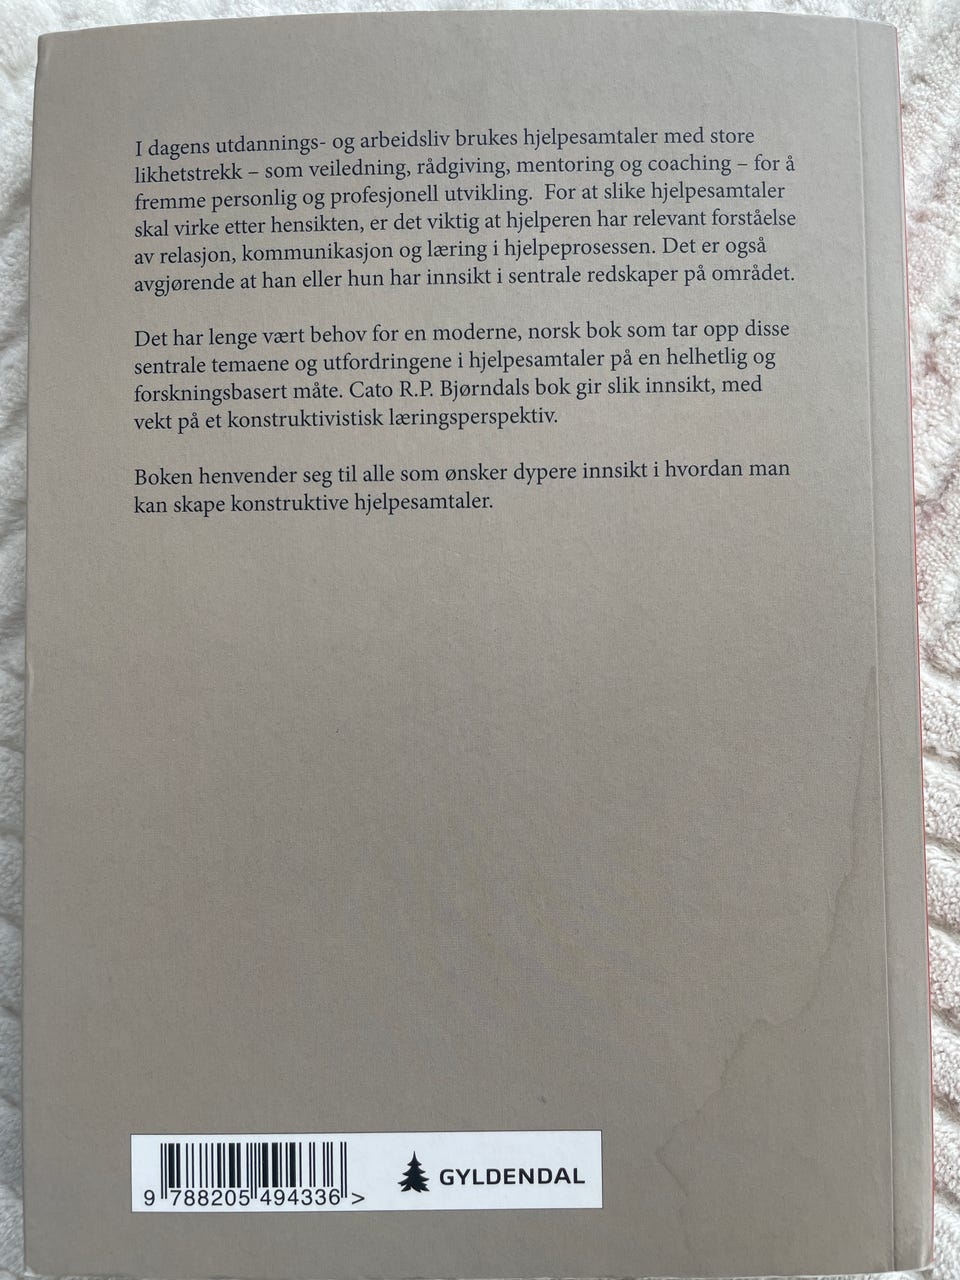 I dagens utdannings- og arbeidsliv brukes hjelpesamtaler med store
likhetstrekk – som veiledning, rådgiving, mentoring og coaching – for å
fremme personlig og profesjonell utvikling.  For at slike hjelpesamtaler
skal virke etter hensikten, er det viktig at hjelperen har relevant forståelse
av relasjon, kommunikasjon og læring i hjelpeprosessen. Det er også
avgjørende at han eller hun har innsikt i sentrale redskaper på området.
Det har lenge vært behov for en moderne, norsk bok som tar opp disse
sentrale temaene og utfordringene i hjelpesamtaler på en helhetlig og
forskningsbasert måte. Cato R.P. Bjørndals bok gir slik innsikt, med
vekt på et konstruktivistisk læringsperspektiv.
Boken henvender seg til alle som ønsker dypere innsikt i hvordan man
kan skape konstruktive hjelpesamtaler.
9 788205 494336 >
GYLDENDAL